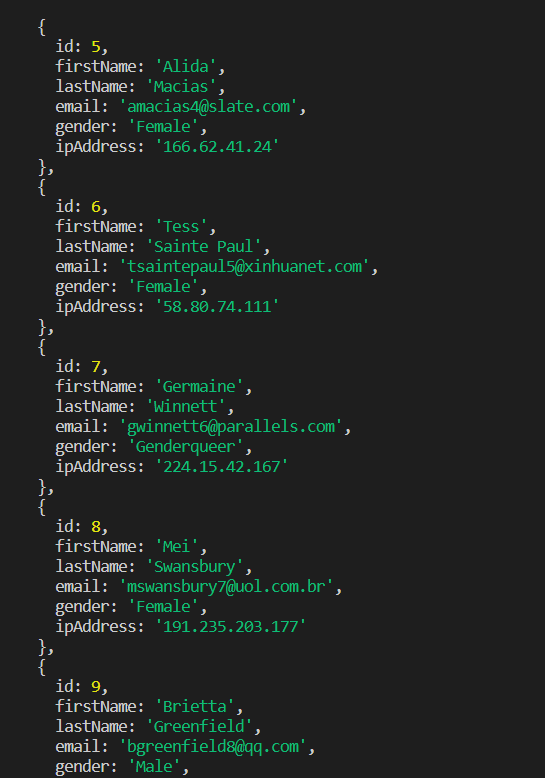 {
id: 5,
firstName: 'Alida',
lastName: 'Macias',
email: 'amacias4@slate.com',
gender: 'Female',
ipAddress: '166.62.41.24'
},
{
id: 6,
firstName: 'Tess',
lastName: 'Sainte Paul',
email: 'tsaintepaul5@xinhuanet.com',
gender: 'Female',
ipAddress: '58.80.74.111'
},
{
id: 7,
firstName: 'Germaine',
lastName: 'Winnett',
email: 'gwinnett6@parallels.com',
gender: 'Genderqueer',
ipAddress: '224.15.42.167'
},
{
id: 8,
firstName: 'Mei',
lastName: 'Swansbury',
email: 'mswansbury7@uol.com.br',
gender: 'Female',
ipAddress: '191.235.203.177'
},
{
id: 9,
firstName: 'Brietta',
lastName: 'Greenfield',
email: 'bgreenfield8@qq.com',
gender: 'Male',